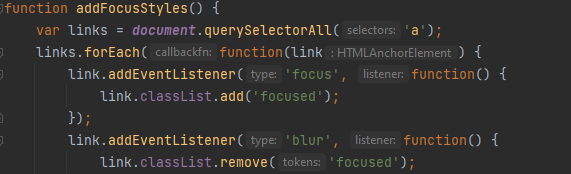 function addFocusStyles() {
var links = document.querySelectorAll( selectors: 'a');
links.forEach( callbackfn: function(link : HTMLAnchorElement ) {
link.addEventListener( type: 'focus', listener: function() {
link.classList.add('focused');
});
link.addEventListener( type: 'blur', listener: function() {
link.classList.remove( tokens: 'focused');